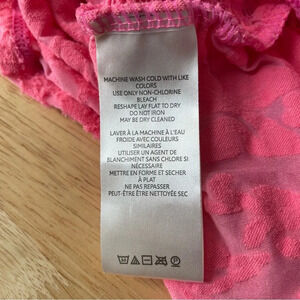 MACHINE WASH COLD WITH LIKE
COLORS
USE ONLY NON-CHLORINE
BLEACH
RESHAPE LAY FLAT TO DRY
DO NOT IRON
MAY BE DRY CLEANED
LAVER À LA MACHINE À L'EAU
FROIDE AVEC COULEURS
SIMILAIRES
UTILISER UN AGENT DE
BLANCHIMENT SANS CHLORE SI
NÉCESSAIRE
METTRE EN FORME ET SÉCHER
À PLAT
NE PAS REPASSER
PEUT-ÊTRE ÊTRE NETTOYÉE SEC